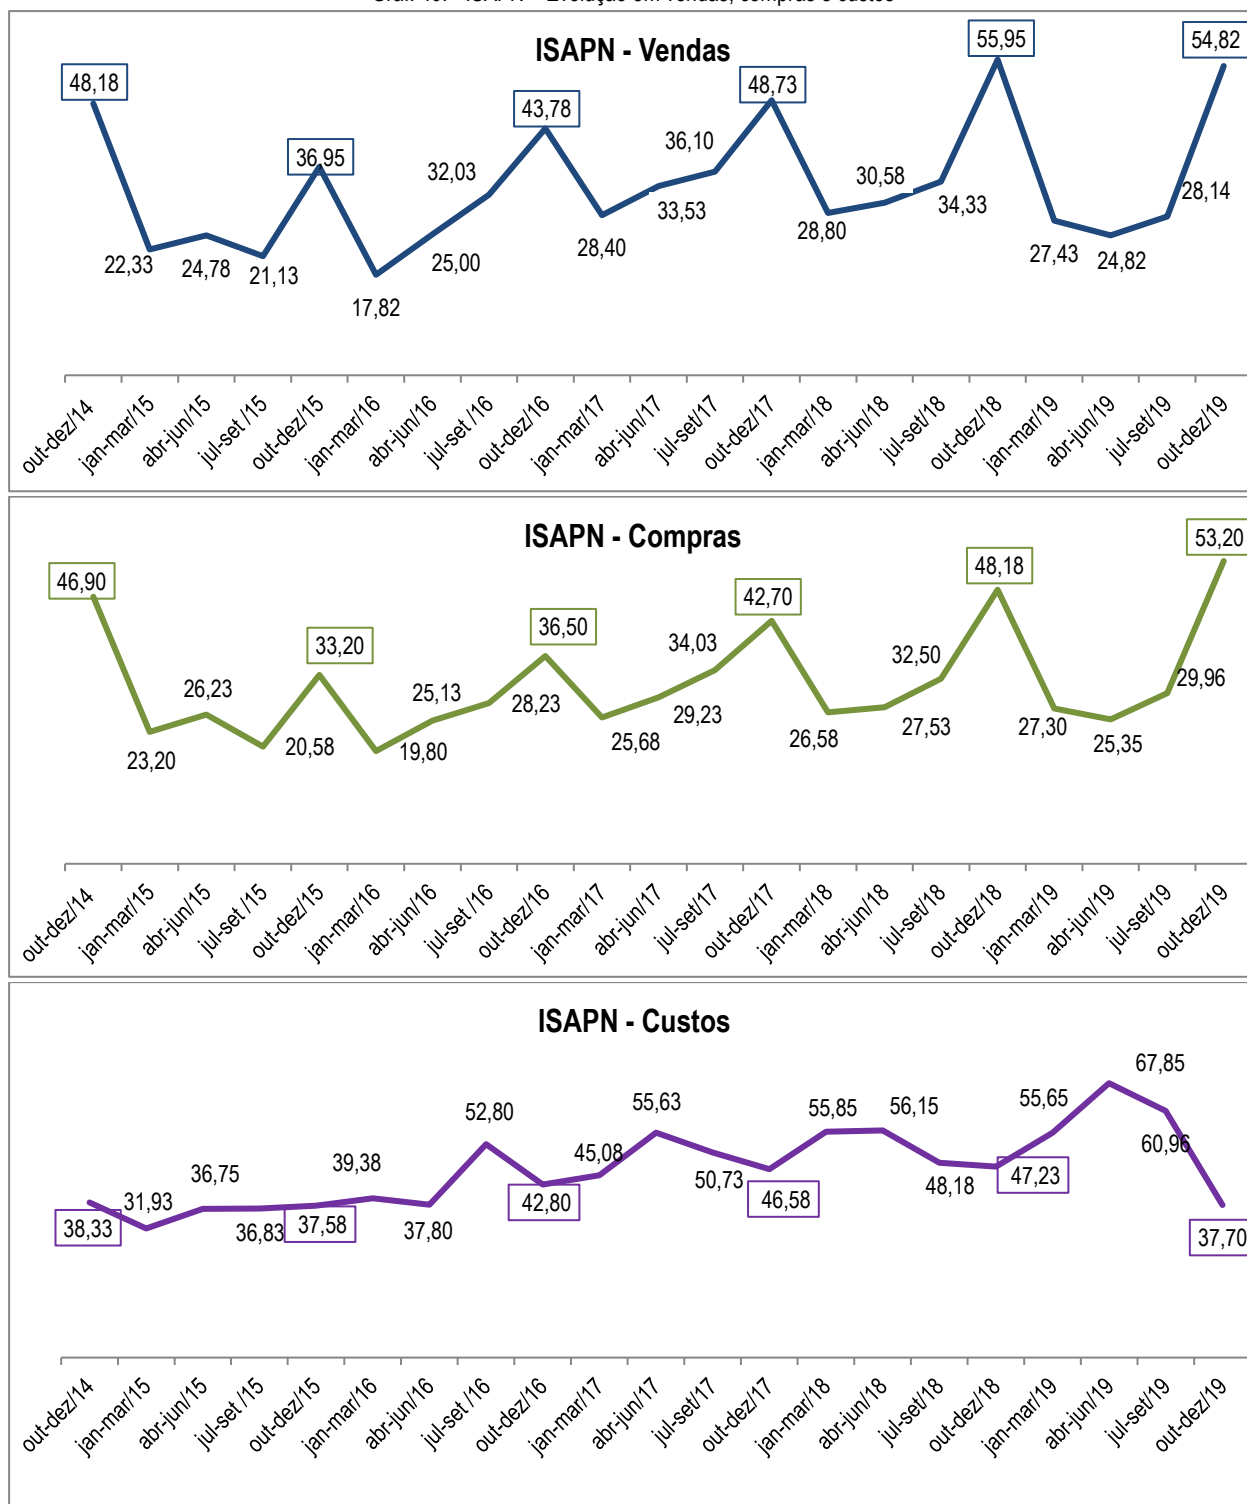 ISAPN - Vendas
48,18
22,33
24,78
21,13
36,95
17,82
25,00
32,03
43,78
28,40
33,53
36,10
48,73
28,80
30,58
34,33
55,95
27,43
24,82
28,14
54,82
out-dez/14
jan-mar/15
abr-jun/15
jul-set /15
out-dez/15
jan-mar/16
abr-jun/16
jul-set /16
out-dez/16
jan-mar/17
abr-jun/17
jul-set/17
out-dez/17
jan-mar/18
abr-jun/18
jul-set/18
out-dez/18
jan-mar/19
abr-jun/19
jul-set/19
out-dez/19
ISAPN - Compras
46,90
23,20
26,23
20,58
33,20
19,80
25,13
28,23
36,50
25,68
29,23
34,03
42,70
26,58
27,53
32,50
48,18
27,30
25,35
29,96
53,20
out-dez/14
jan-mar/15
abr-jun/15
jul-set /15
out-dez/15
jan-mar/16
abr-jun/16
jul-set /16
out-dez/16
jan-mar/17
abr-jun/17
jul-set/17
out-dez/17
jan-mar/18
abr-jun/18
jul-set/18
out-dez/18
jan-mar/19
abr-jun/19
jul-set/19
out-dez/19
ISAPN - Custos
38,33
31,93
36,75
36,83
37,58
39,38
37,80
52,80
42,80
45,08
55,63
50,73
46,58
55,85
56,15
48,18
47,23
55,65
67,85
60,96
37,70
out-dez/14
jan-mar/15
abr-jun/15
jul-set /15
out-dez/15
jan-mar/16
abr-jun/16
jul-set /16
out-dez/16
jan-mar/17
abr-jun/17
jul-set/17
out-dez/17
jan-mar/18
abr-jun/18
jul-set/18
out-dez/18
jan-mar/19
abr-jun/19
jul-set/19
out-dez/19